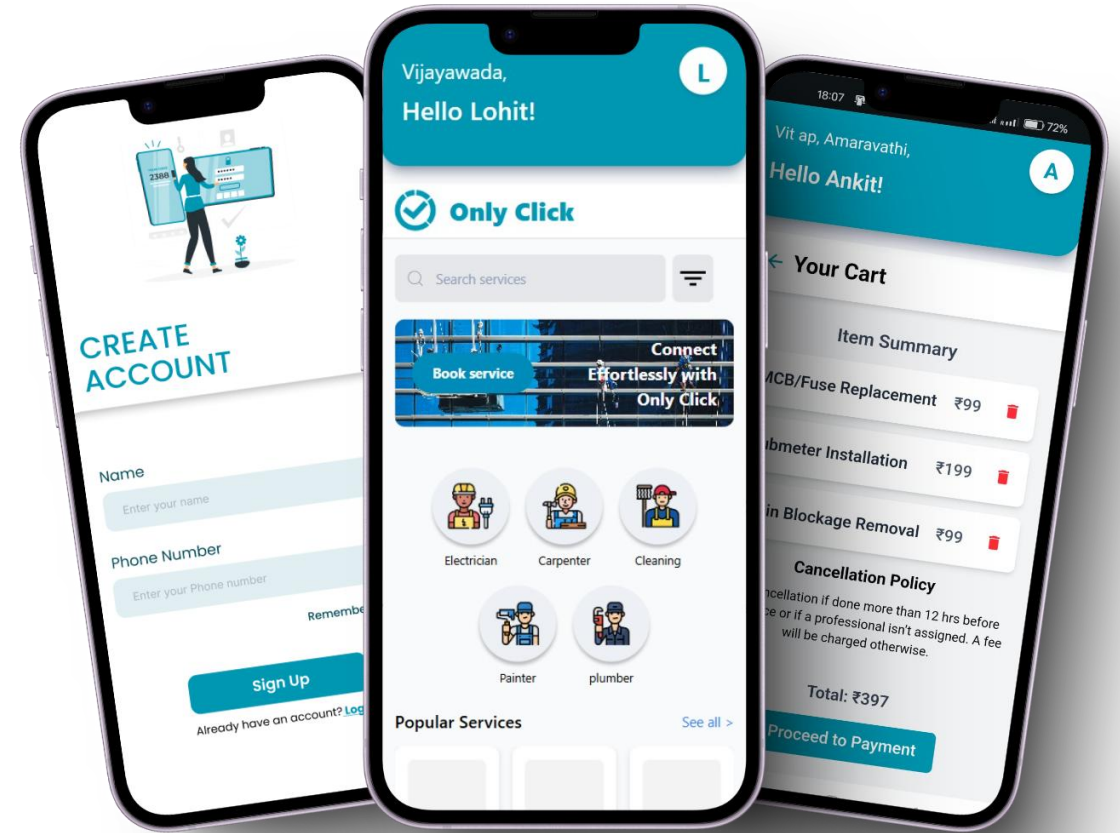 2388
CREATE
ACCOUNT
Name
Enter your name
Phone Number
Enter your Phone number
Sign Up
Already have an account?
Vijayawada,
L
Hello Lohit!
Only Click
Search services
Book service
Connect
Effortlessly with
Only Click
Electrician
Carpenter
Cleaning
Painter
plumber
Popular Services
See all >
18:07
72%
Vit ap, Amaravathi,
A
Hello Ankit!
← Your Cart
Item Summary
MCB/Fuse Replacement ₹99
Installation ₹199
Blockage Removal ₹99
Cancellation Policy
if done more than 12 hrs before
or if a professional isn't assigned. A fee
will be charged otherwise.
Total: ₹397
Proceed to Payment